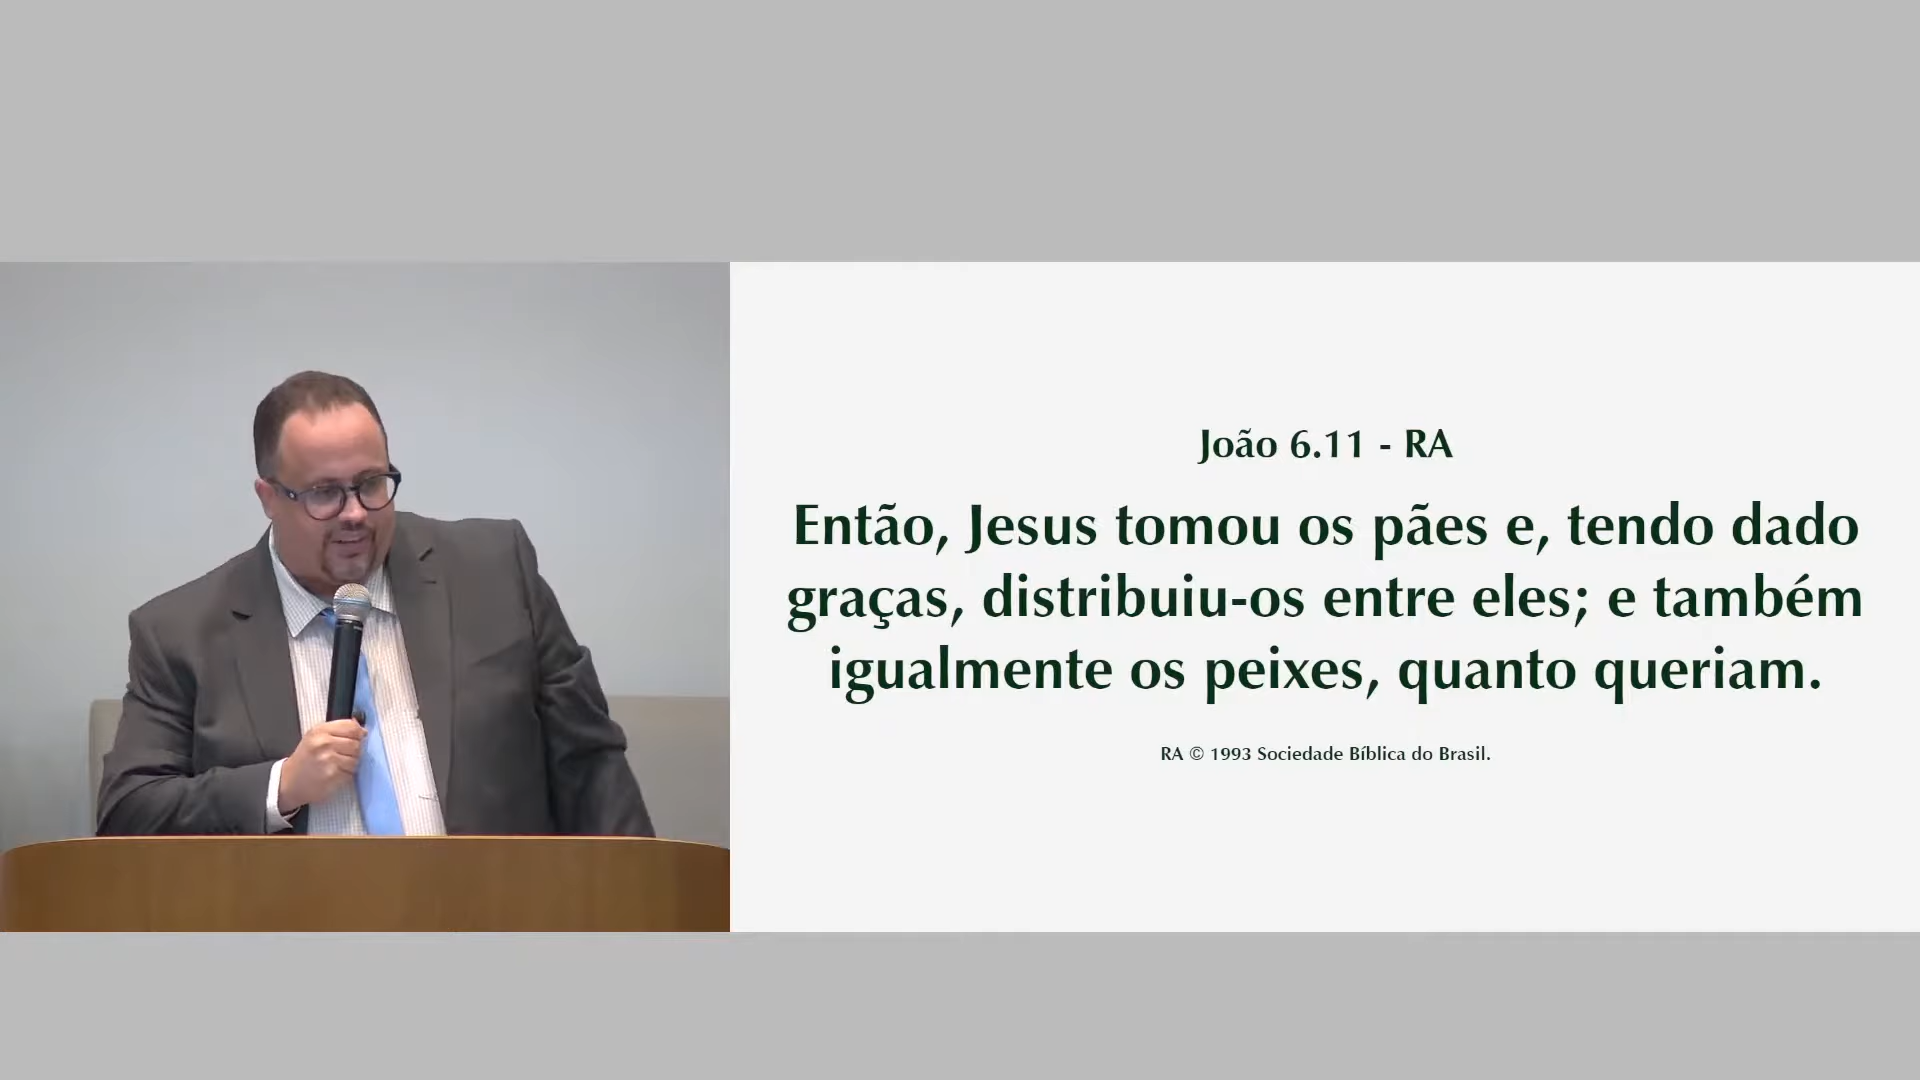 João 6.11 - RA
Então, Jesus tomou os pães e, tendo dado
graças, distribuiu-os entre eles; e também
igualmente os peixes, quanto queriam.
RA © 1993 Sociedade Bíblica do Brasil.